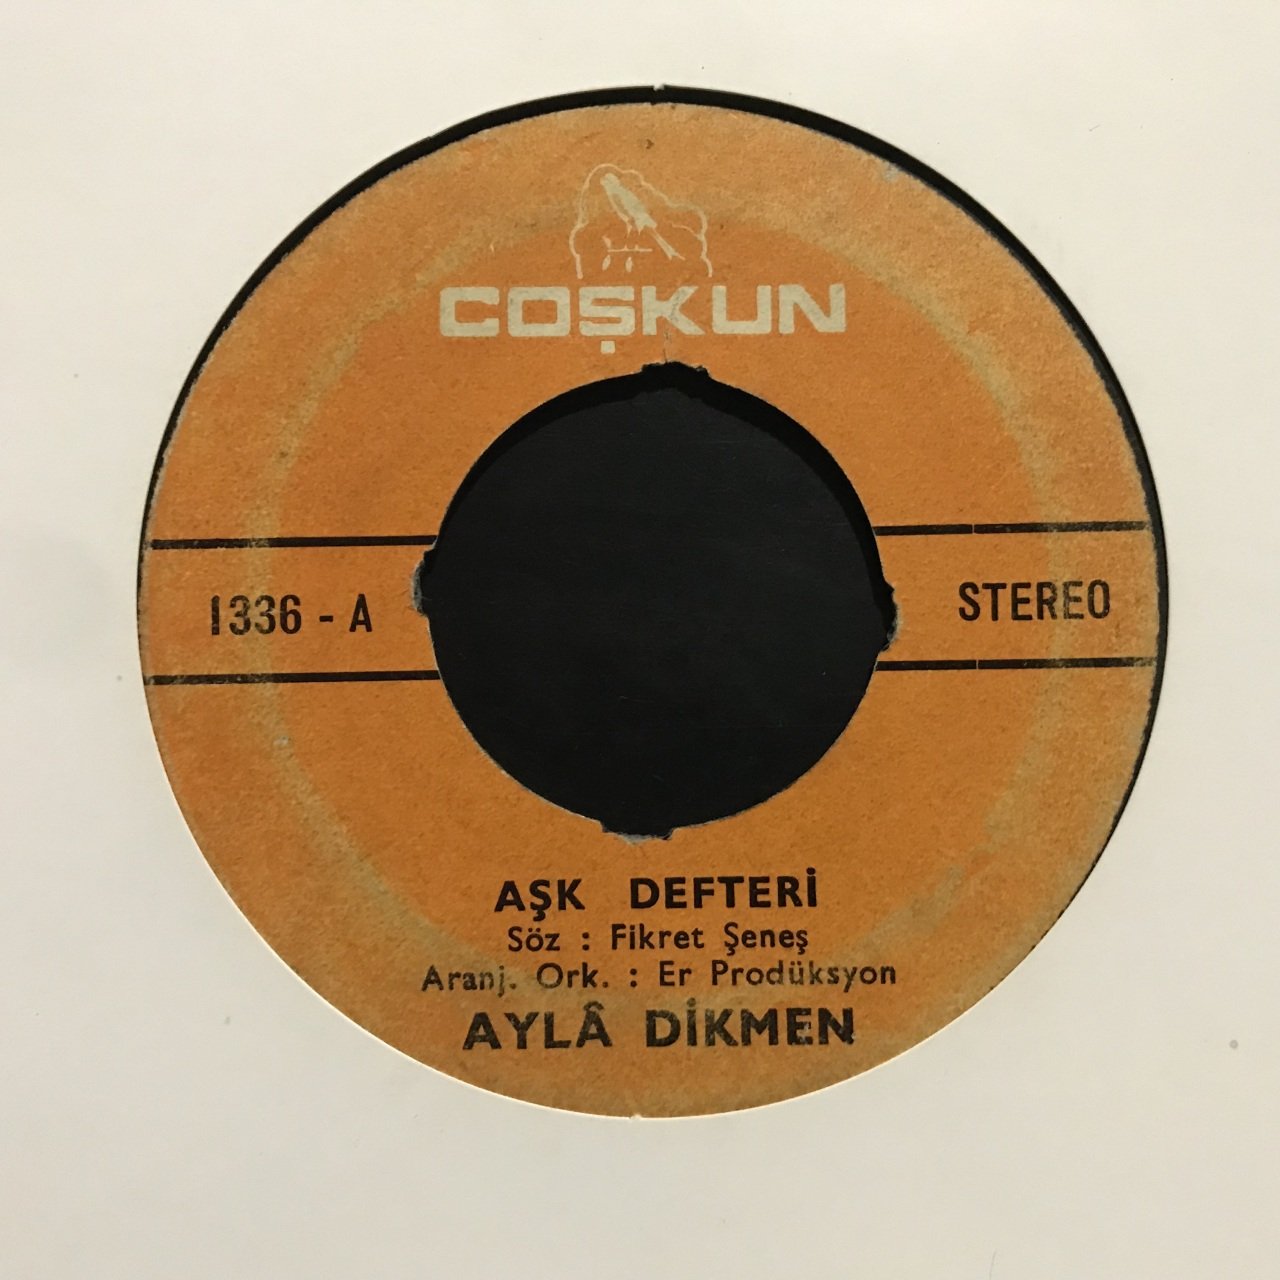 COŞKUN
1336 - A
STEREO
AŞK DEFTERİ
Söz : Fikret Şeneş
Aranj. Ork. : Er Prodüksyon
AYLÂ DİKMEN